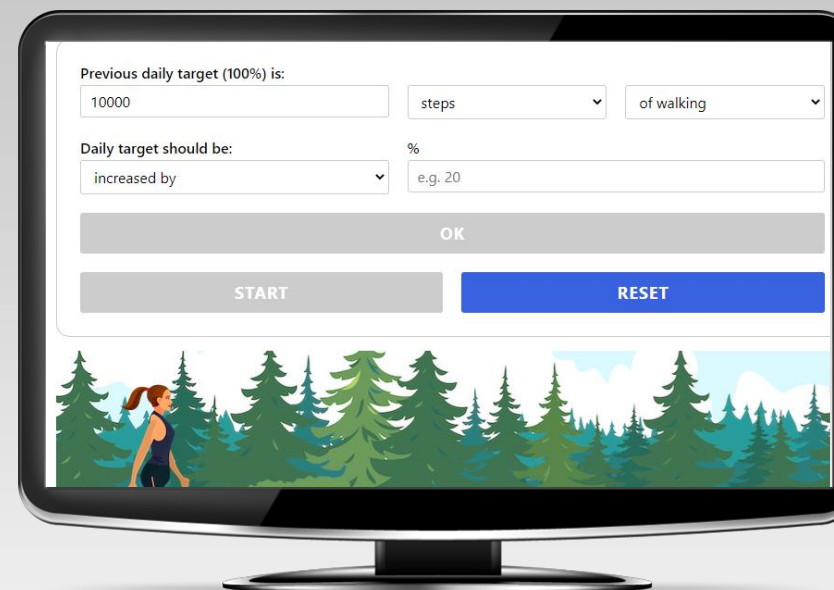 Previous daily target (100%) is:
10000 steps of walking
Daily target should be: %
increased by e.g. 20
OK
START RESET